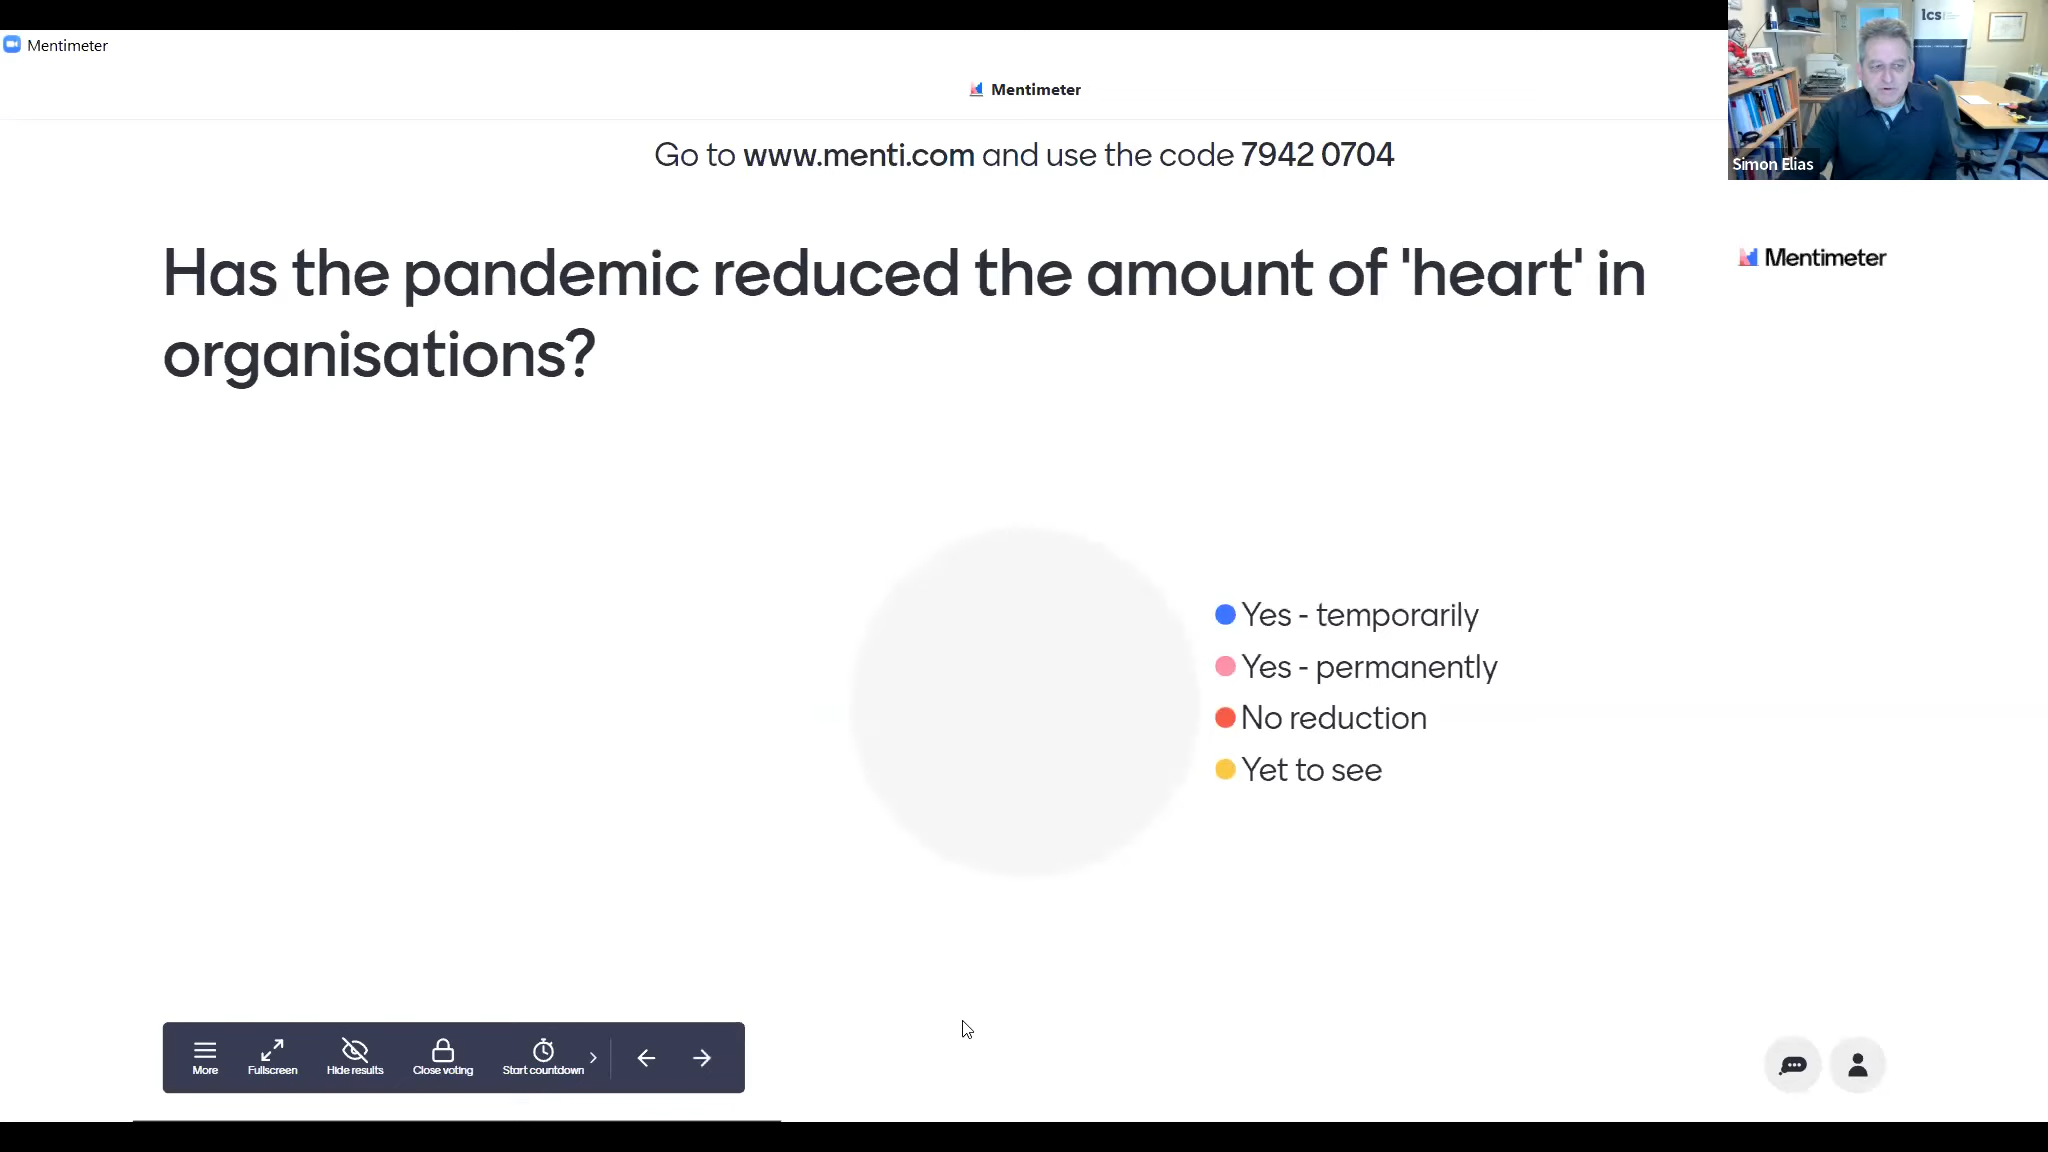 Mentimeter
Mentimeter
Go to www.menti.com and use the code 7942 0704
lcs
Simon Elias
Has the pandemic reduced the amount of 'heart' in
organisations?
Mentimeter
Yes - temporarily
Yes - permanently
No reduction
Yet to see
More
Fullscreen
Hide results
Close voting
Start countdown